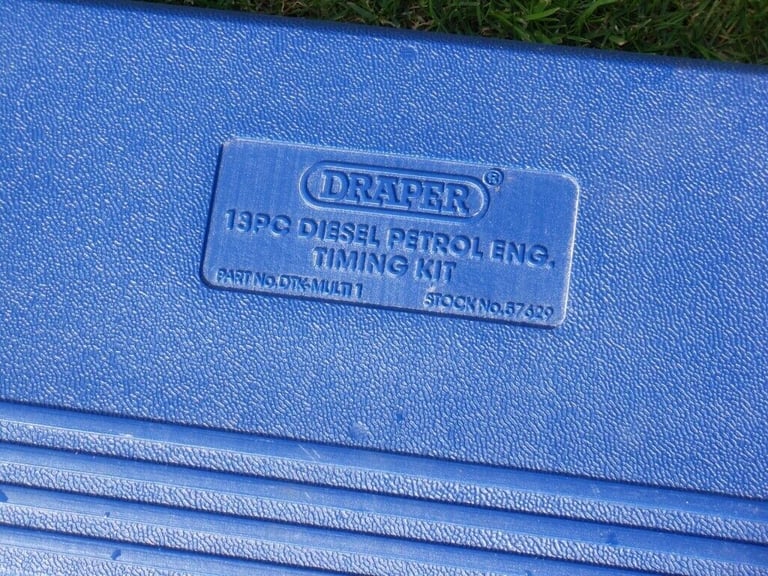 DRAPER®
13PC DIESEL PETROL ENG.
TIMING KIT
PART No. DTK-MULTI 1 STOCK No. 57629